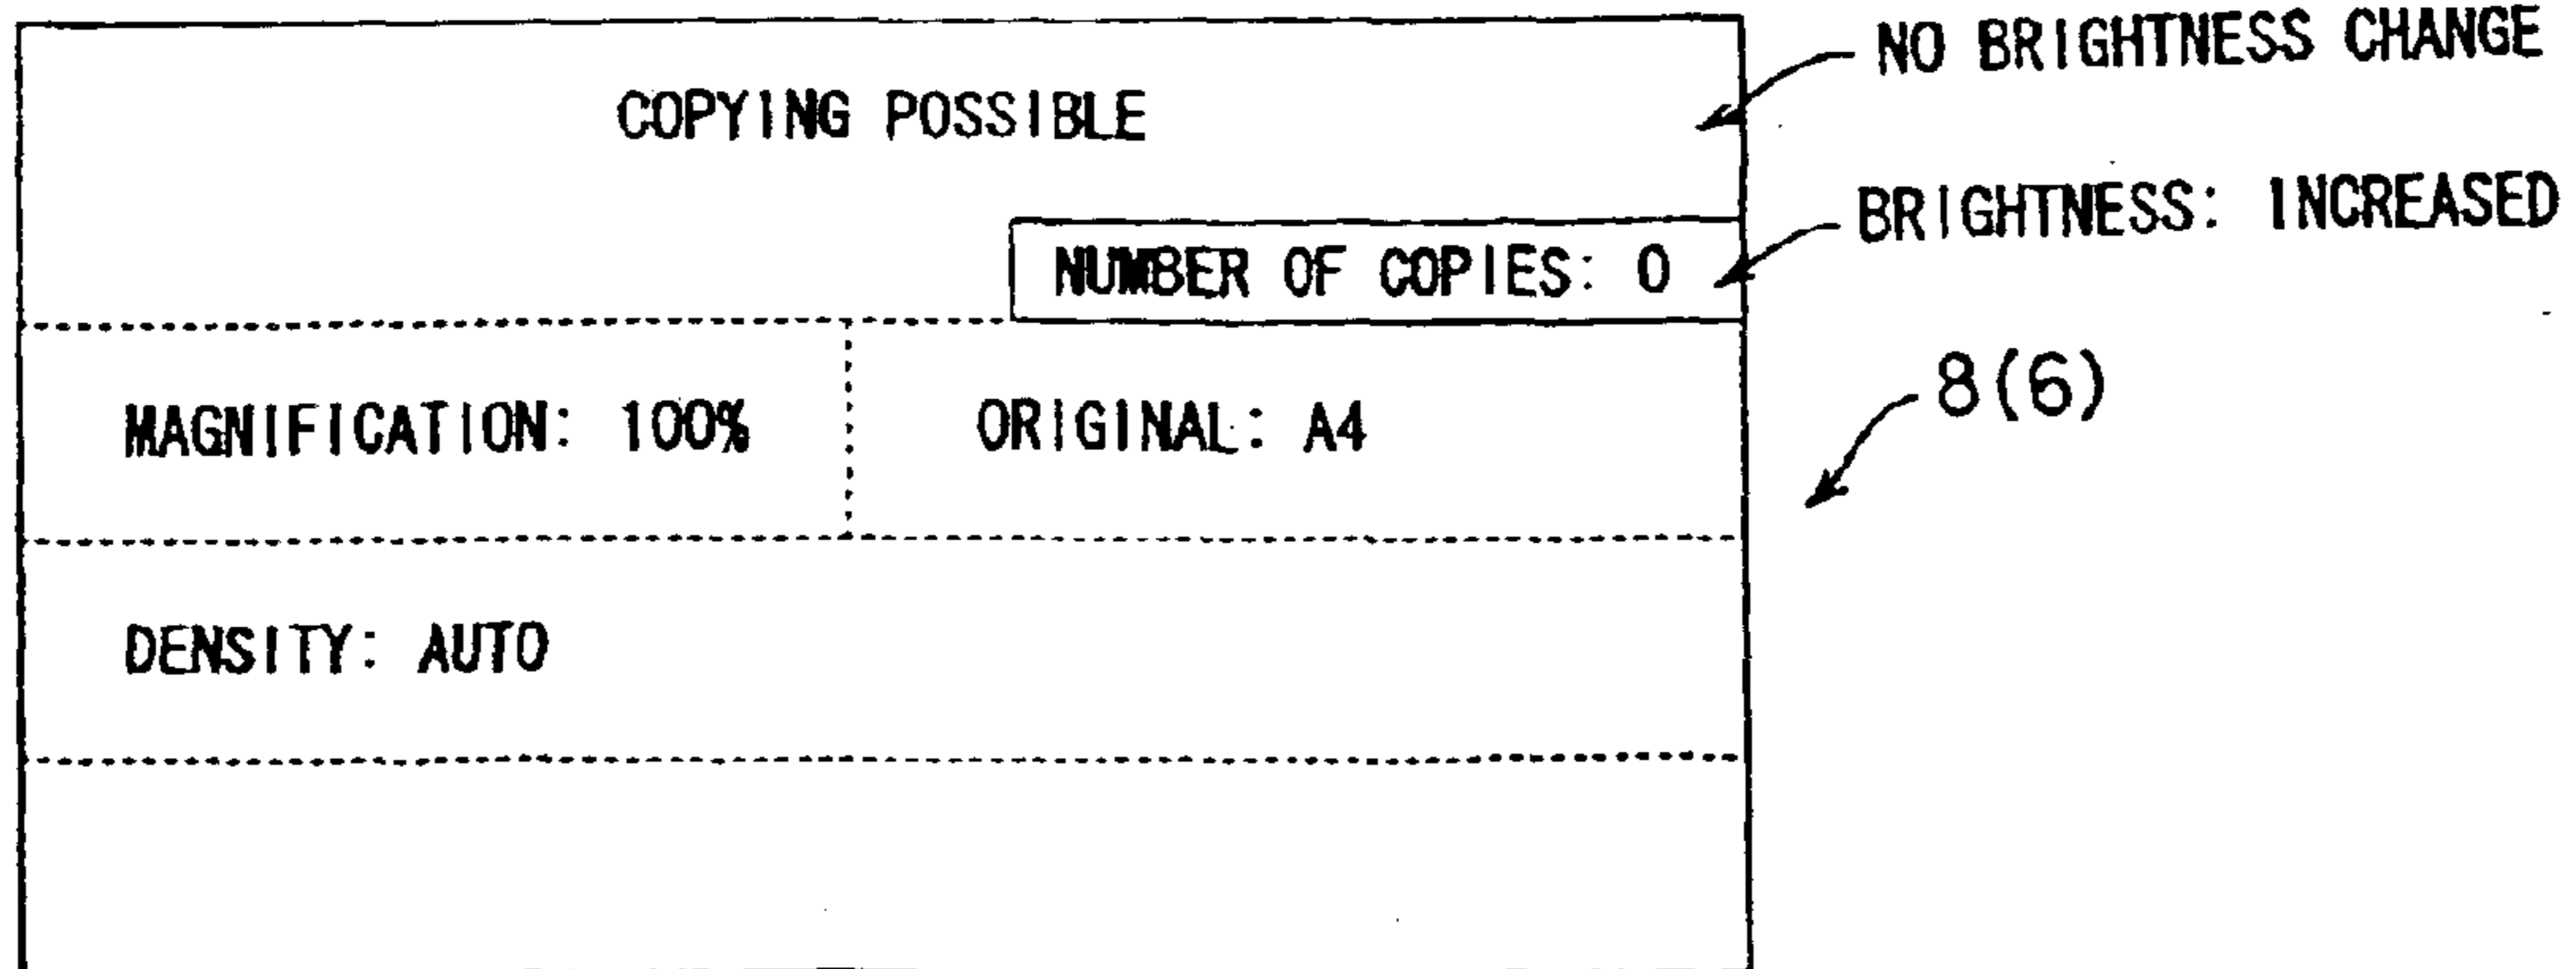 COPYING POSSIBLE
NO BRIGHTNESS CHANGE
NUMBER OF COPIES: 0
BRIGHTNESS: INCREASED
MAGNIFICATION: 100%
ORIGINAL: A4
8(6)
DENSITY: AUTO